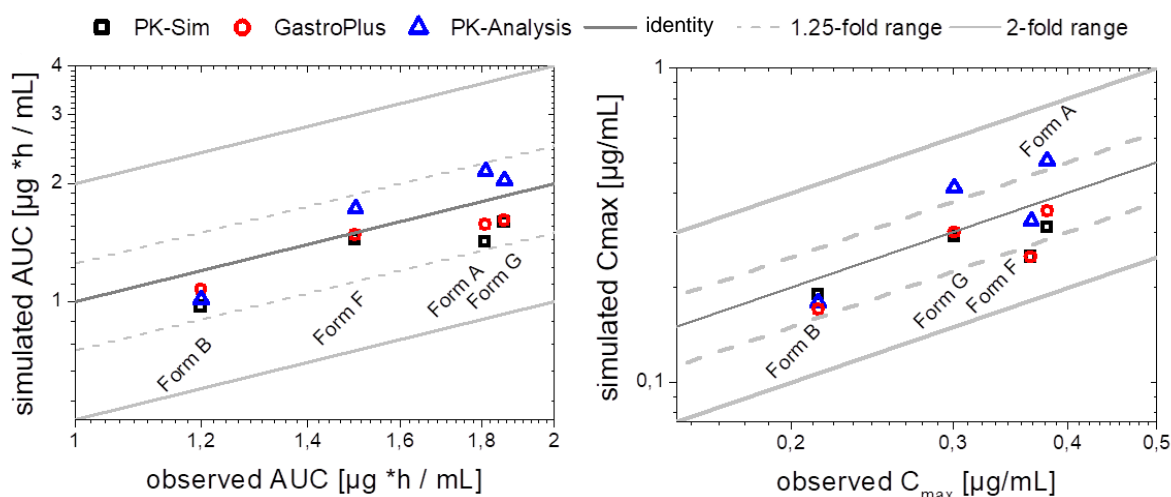 PK-Sim GastroPlus PK-Analysis identity 1.25-fold range 2-fold range
4
3
2
1
simulated AUC [µg *h / mL]
Form B
Form F
Form A
Form G
1 1,2 1,4 1,6 1,8 2
observed AUC [µg *h / mL]
1
0,1
simulated Cmax [µg/mL]
Form A
Form B
Form G
Form F
0,2 0,3 0,4 0,5
observed Cmax [µg/mL]